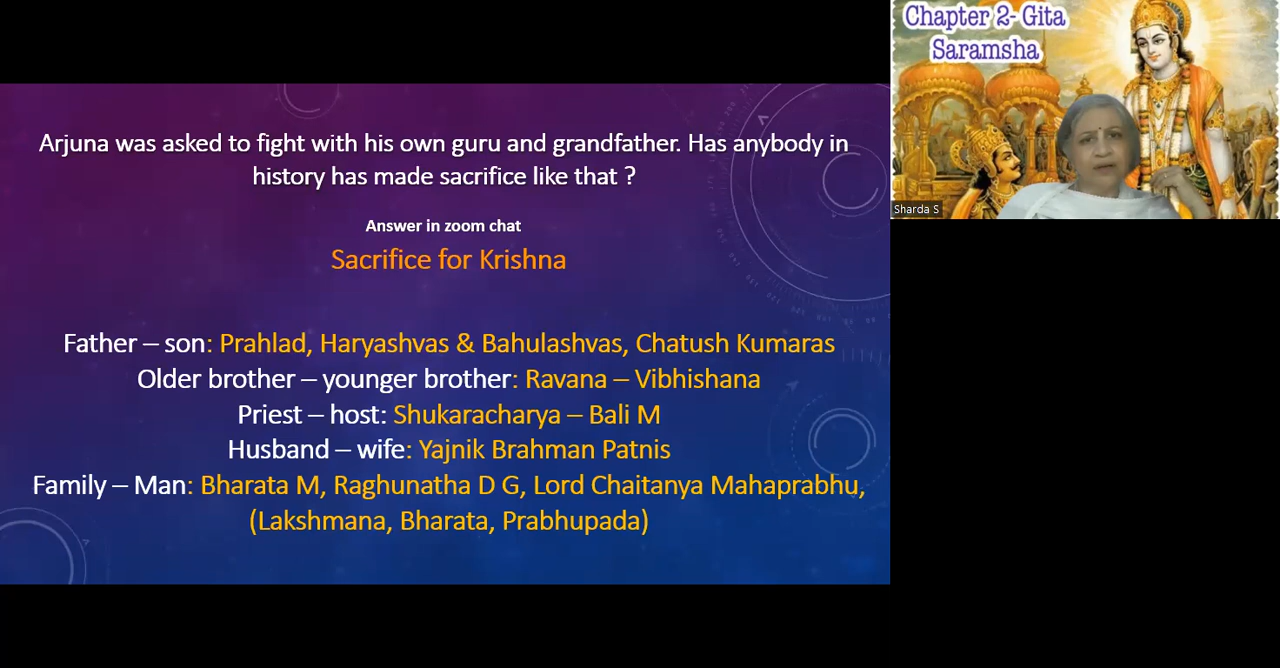 Arjuna was asked to fight with his own guru and grandfather. Has anybody in
history has made sacrifice like that ?
Answer in zoom chat
Sacrifice for Krishna
Father – son: Prahlad, Haryashvas & Bahulashvas, Chatush Kumaras
Older brother – younger brother: Ravana – Vibhishana
Priest – host: Shukaracharya – Bali M
Husband – wife: Yajnik Brahman Patnis
Family – Man: Bharata M, Raghunatha D G, Lord Chaitanya Mahaprabhu,
(Lakshmana, Bharata, Prabhupada)
Chapter 2- Gita
Saramsha
Sharda S